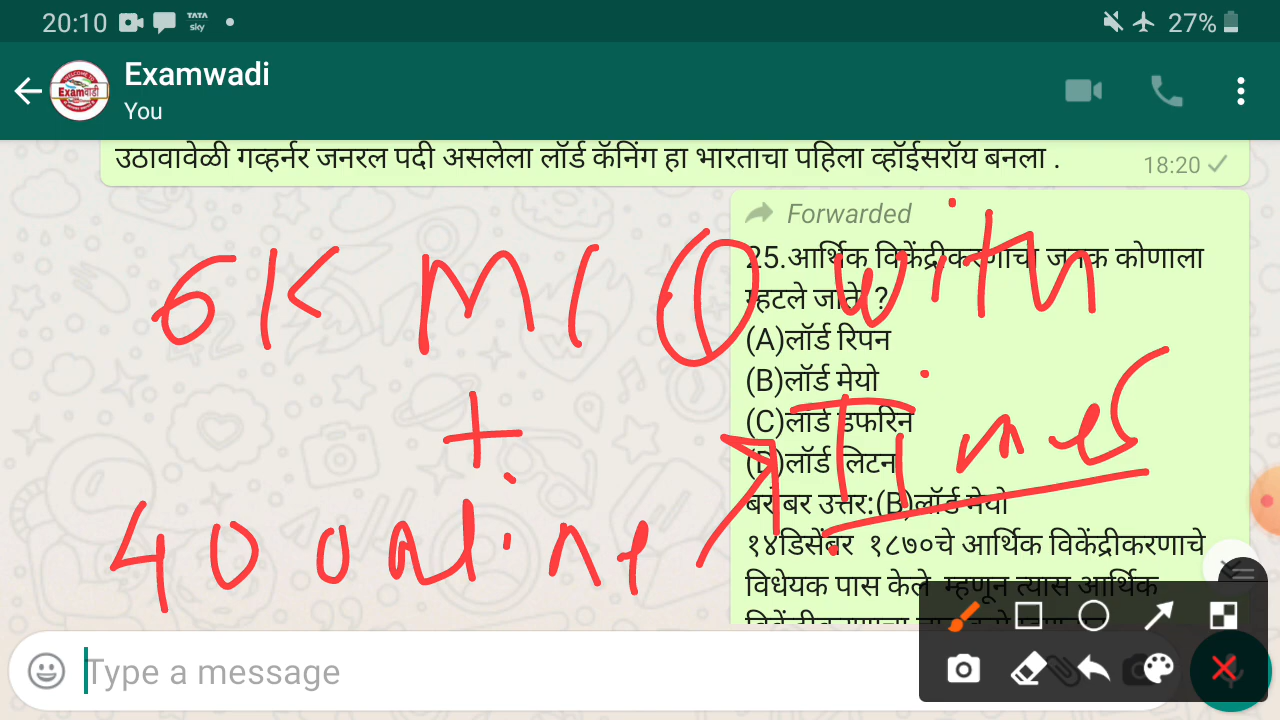 20:10 TATA sky 27%
Examwadi
You
उठावावेळी गव्हर्नर जनरल पदी असलेला लॉर्ड कॅनिंग हा भारताचा पहिला व्हॉईसरॉय बनला .
18:20
Forwarded
25.आर्थिक विकेंद्रीकरणाचा जनक कोणाला
म्हटले जाते ?
(A)लॉर्ड रिपन
(B)लॉर्ड मेयो
(C)लॉर्ड डफरिन
(D)लॉर्ड लिटन
बरोबर उत्तर:(B)लॉर्ड मेयो
१४डिसेंबर १८७०चे आर्थिक विकेंद्रीकरणाचे
विधेयक पास केले म्हणून त्यास आर्थिक
6K MCQ with
+
40 online
Type a message